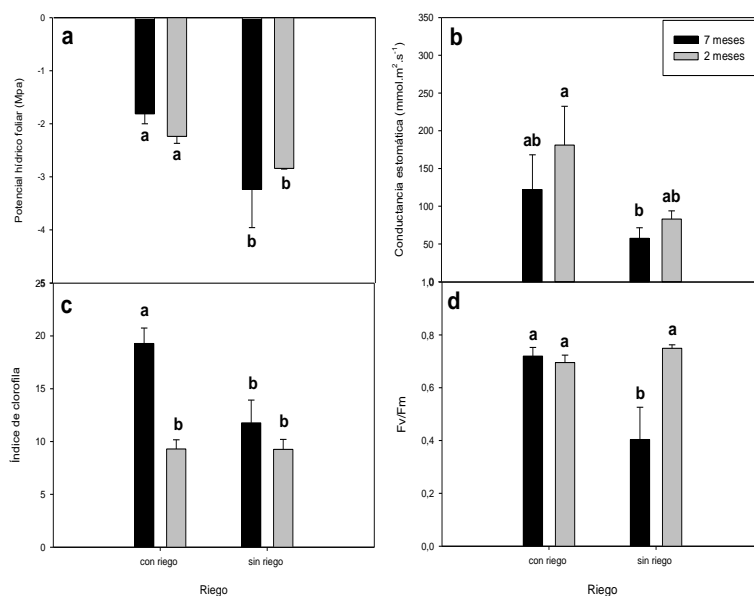 a
Potencial hídrico foliar (Mpa)
0
-1
-2
-3
-4
a
a
b
b
b
Conductancia estomática (mmol.m².s⁻¹)
350
300
250
200
150
100
50
7 meses
2 meses
ab
a
b
ab
c
Índice de clorofila
25
20
15
10
5
0
a
b
b
b
con riego
sin riego
Riego
d
Fv/Fm
1,0
0,8
0,6
0,4
0,2
0,0
a
a
b
a
con riego
sin riego
Riego